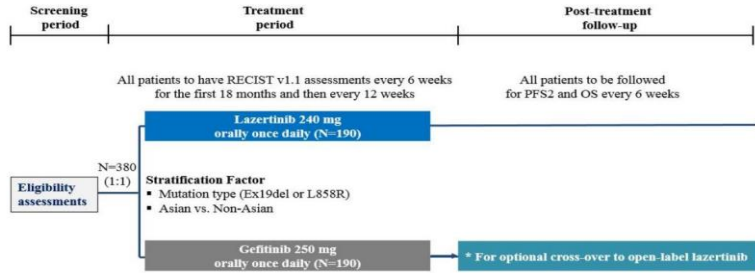 Screening
period
Treatment
period
Post-treatment
follow-up
All patients to have RECIST v1.1 assessments every 6 weeks
for the first 18 months and then every 12 weeks
All patients to be followed
for PFS2 and OS every 6 weeks
Lazertinib 240 mg
orally once daily (N=190)
N=380
(1:1)
Eligibility
assessments
Stratification Factor
▪ Mutation type (Ex19del or L858R)
▪ Asian vs. Non-Asian
Gefitinib 250 mg
orally once daily (N=190)
* For optional cross-over to open-label lazertinib